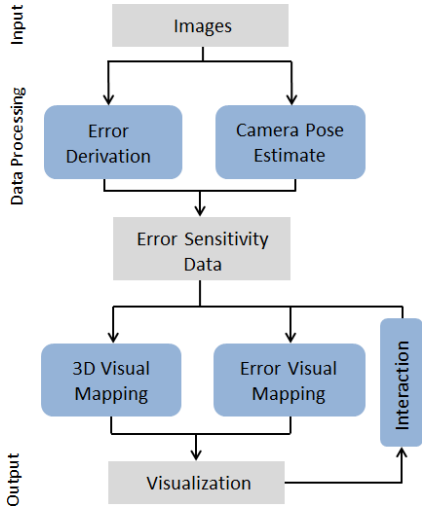 Input
Images
Data Processing
Error
Derivation
Camera Pose
Estimate
Error Sensitivity
Data
3D Visual
Mapping
Error Visual
Mapping
Interaction
Output
Visualization